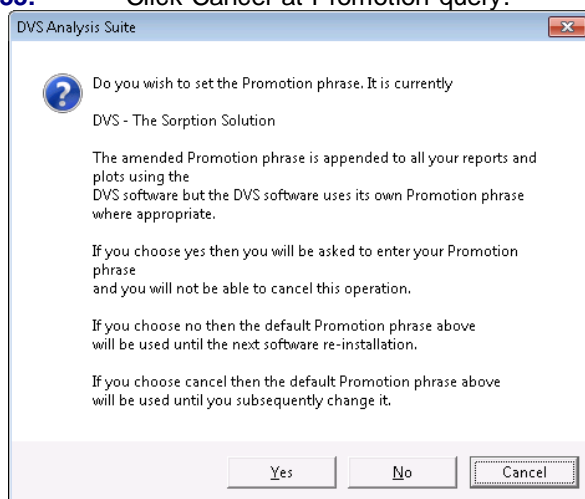 Click Cancel at Promotion query.
DVS Analysis Suite
Do you wish to set the Promotion phrase. It is currently
DVS - The Sorption Solution
The amended Promotion phrase is appended to all your reports and
plots using the
DVS software but the DVS software uses its own Promotion phrase
where appropriate.
If you choose yes then you will be asked to enter your Promotion
phrase
and you will not be able to cancel this operation.
If you choose no then the default Promotion phrase above
will be used until the next software re-installation.
If you choose cancel then the default Promotion phrase above
will be used until you subsequently change it.
Yes No Cancel